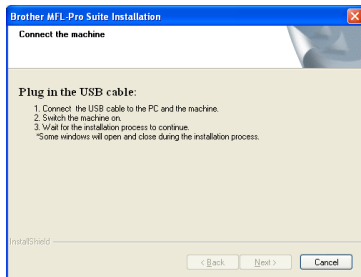 Brother MFL-Pro Suite Installation
Connect the machine
Plug in the USB cable:
1. Connect the USB cable to the PC and the machine.
2. Switch the machine on.
3. Wait for the installation process to continue.
*Some windows will open and close during the installation process.
InstallShield
< Back Next > Cancel